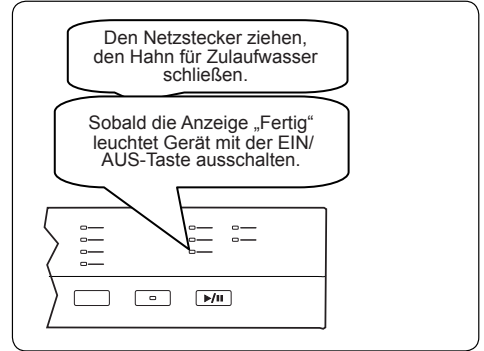 Den Netzstecker ziehen,
den Hahn für Zulaufwasser
schließen.
Sobald die Anzeige „Fertig“
leuchtet Gerät mit der EIN/
AUS-Taste ausschalten.